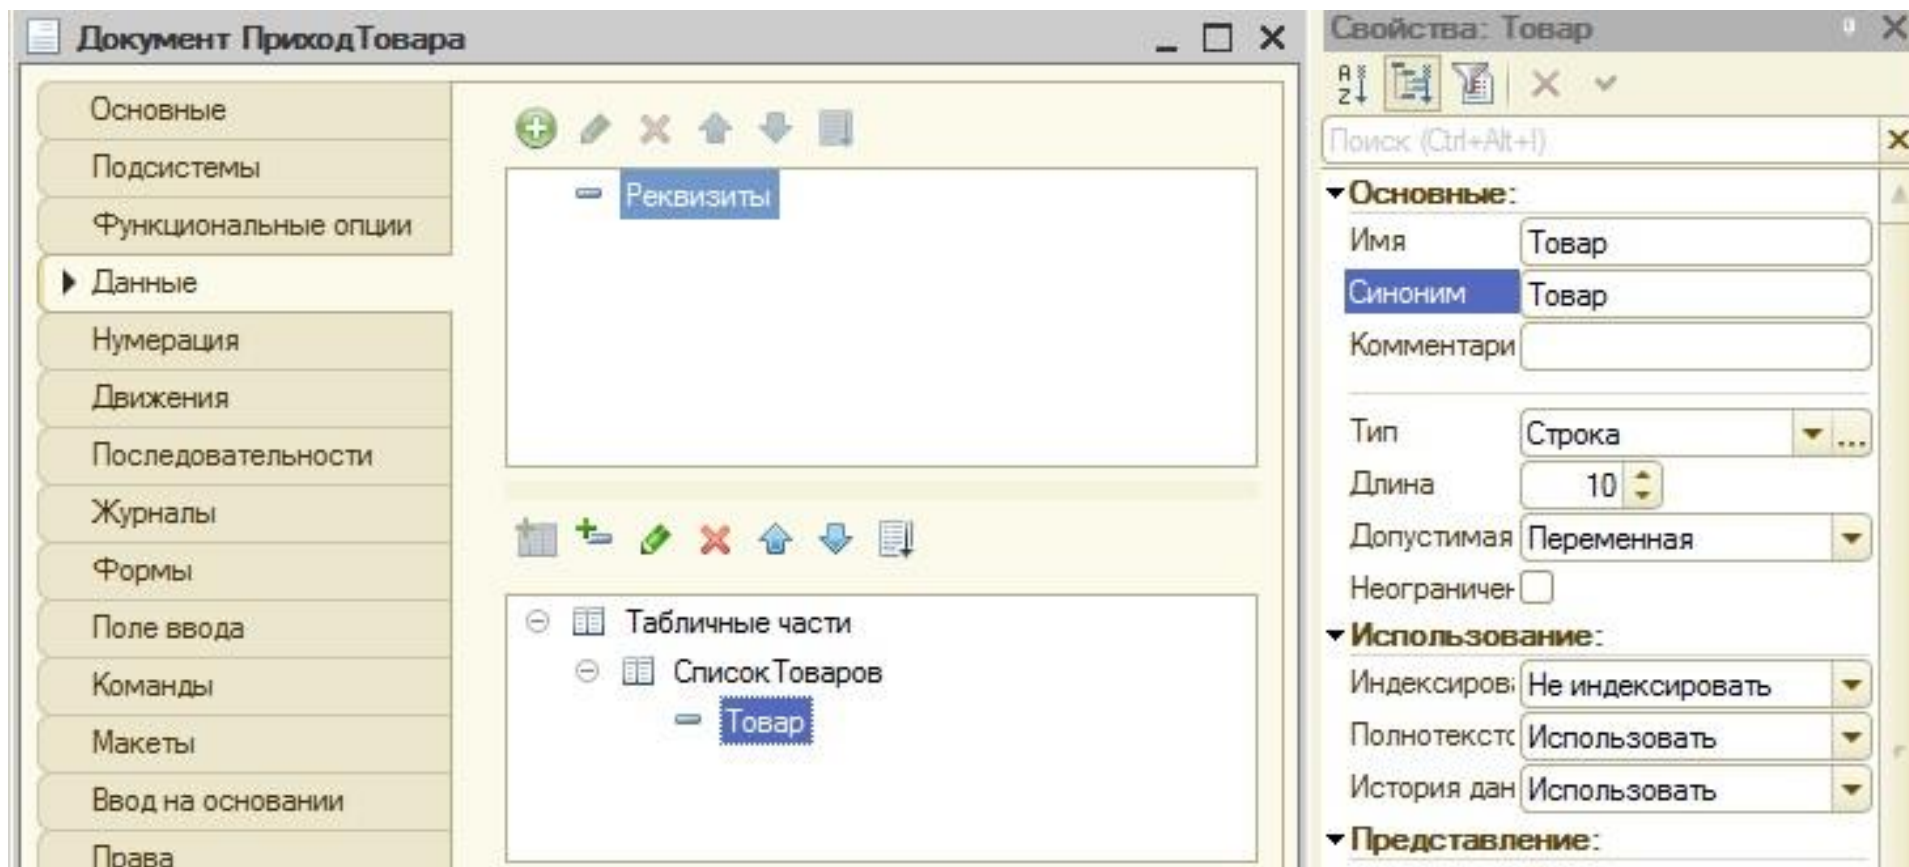 Документ ПриходТовара
Основные
Подсистемы
Функциональные опции
Данные
Нумерация
Движения
Последовательности
Журналы
Формы
Поле ввода
Команды
Макеты
Ввод на основании
Права
Реквизиты
Табличные части
СписокТоваров
Товар
Свойства: Товар
Поиск (Ctrl+Alt+I)
Основные:
Имя Товар
Синоним Товар
Комментари
Тип Строка ...
Длина 10
Допустимая Переменная
Неограничен
Использование:
Индексирова Не индексировать
Полнотексто Использовать
История дан Использовать
Представление: